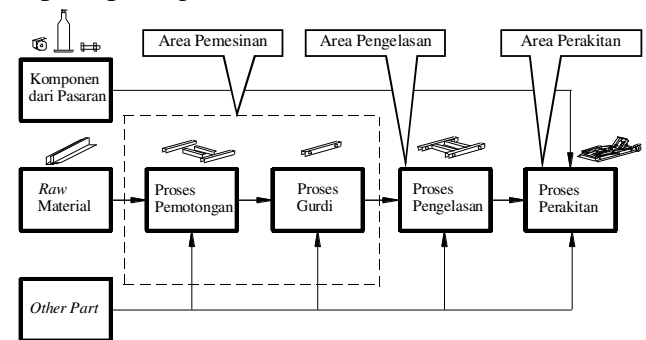 Area Pemesinan
Area Pengelasan
Area Perakitan
Komponen
dari Pasaran
Raw
Material
Proses
Pemotongan
Proses
Gurdi
Proses
Pengelasan
Proses
Perakitan
Other Part